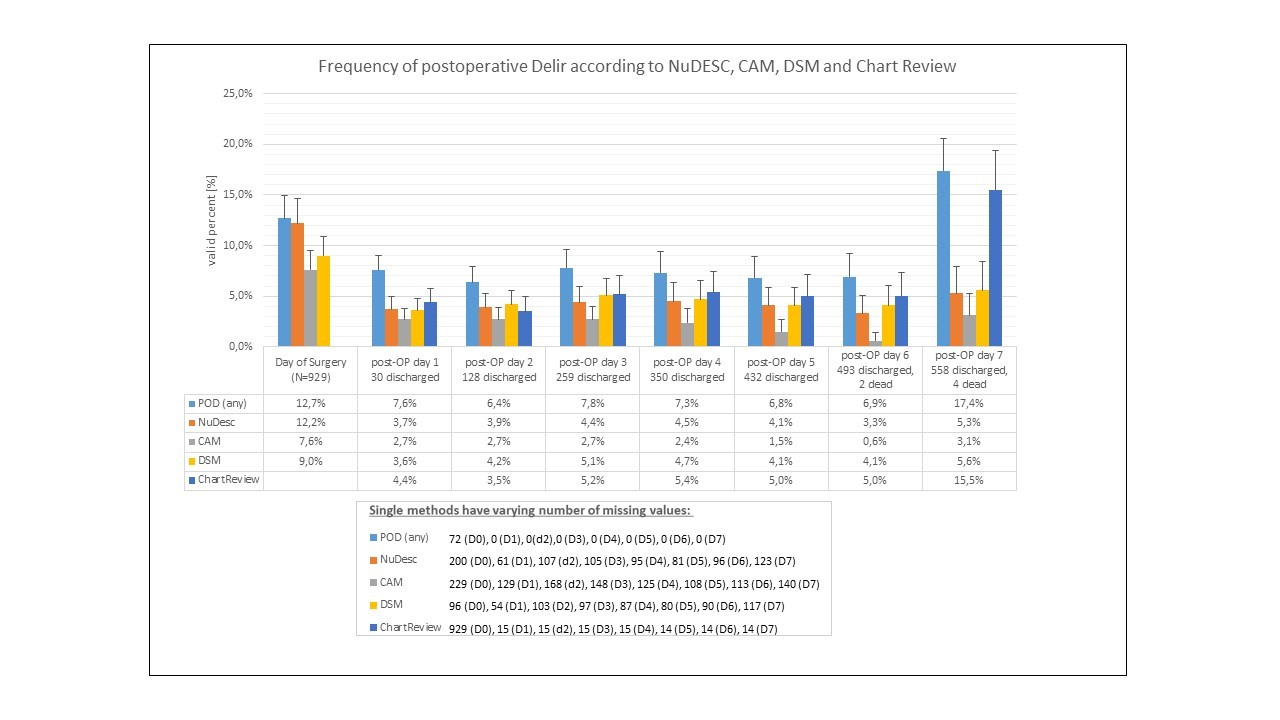 Frequency of postoperative Delir according to NuDESC, CAM, DSM and Chart Review
25,0%
20,0%
15,0%
10,0%
5,0%
0,0%
valid percent [%]
Day of Surgery (N=929)
post-OP day 1 30 discharged
post-OP day 2 128 discharged
post-OP day 3 259 discharged
post-OP day 4 350 discharged
post-OP day 5 432 discharged
post-OP day 6 493 discharged, 2 dead
post-OP day 7 558 discharged, 4 dead
POD (any) 12,7% 7,6% 6,4% 7,8% 7,3% 6,8% 6,9% 17,4%
NuDesc 12,2% 3,7% 3,9% 4,4% 4,5% 4,1% 3,3% 5,3%
CAM 7,6% 2,7% 2,7% 2,7% 2,4% 1,5% 0,6% 3,1%
DSM 9,0% 3,6% 4,2% 5,1% 4,7% 4,1% 4,1% 5,6%
ChartReview 4,4% 3,5% 5,2% 5,4% 5,0% 5,0% 15,5%
Single methods have varying number of missing values:
POD (any) 72 (D0), 0 (D1), 0(d2),0 (D3), 0 (D4), 0 (D5), 0 (D6), 0 (D7)
NuDesc 200 (D0), 61 (D1), 107 (d2), 105 (D3), 95 (D4), 81 (D5), 96 (D6), 123 (D7)
CAM 229 (D0), 129 (D1), 168 (d2), 148 (D3), 125 (D4), 108 (D5), 113 (D6), 140 (D7)
DSM 96 (D0), 54 (D1), 103 (D2), 97 (D3), 87 (D4), 80 (D5), 90 (D6), 117 (D7)
ChartReview 929 (D0), 15 (D1), 15 (d2), 15 (D3), 15 (D4), 14 (D5), 14 (D6), 14 (D7)